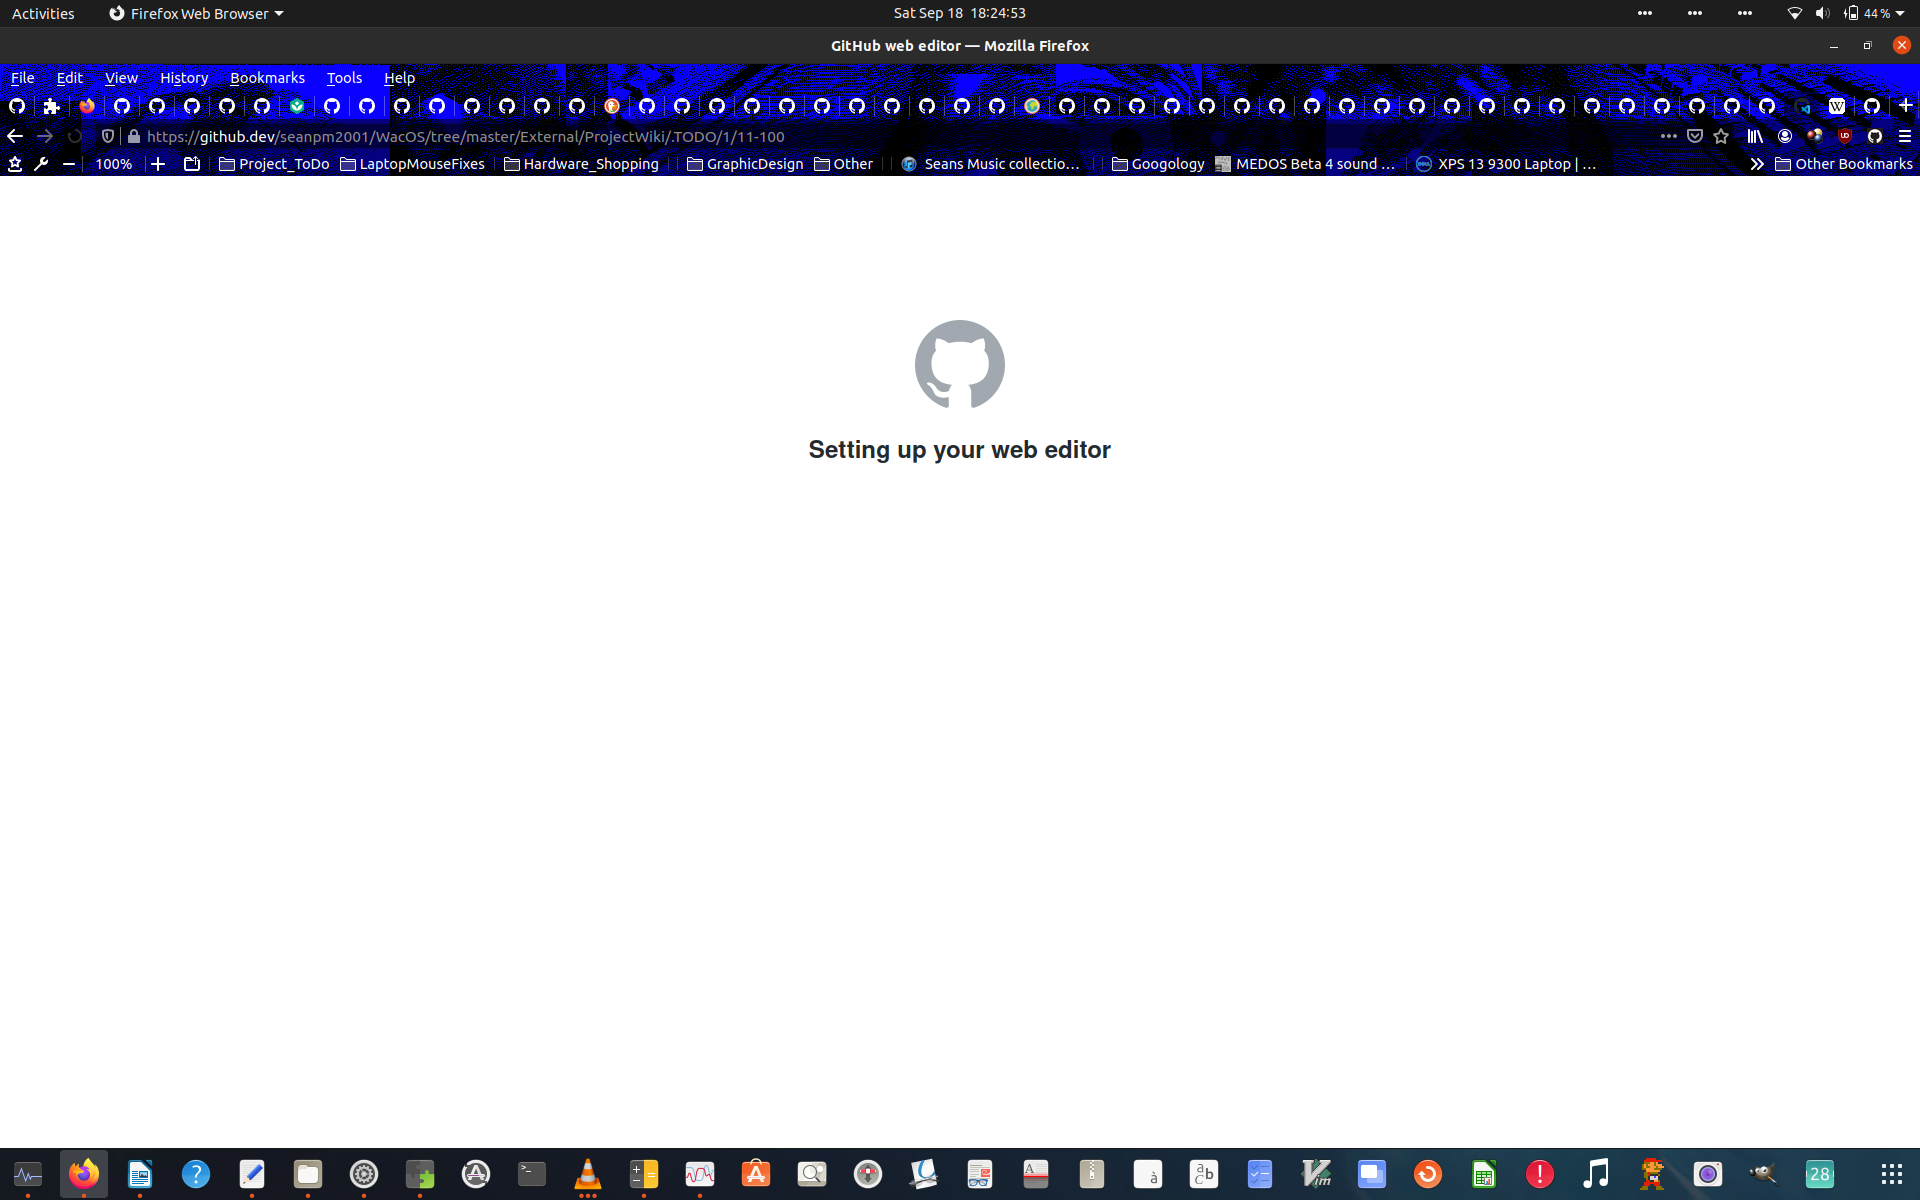 Activities Firefox Web Browser Sat Sep 18 18:24:53 44 %
GitHub web editor — Mozilla Firefox
File Edit View History Bookmarks Tools Help
https://github.dev/seanpm2001/WacOS/tree/master/External/ProjectWiki/.TODO/1/11-100
100% Project_ToDo LaptopMouseFixes Hardware_Shopping GraphicDesign Other Seans Music collectio… Googology MEDOS Beta 4 sound … XPS 13 9300 Laptop | … Other Bookmarks
Setting up your web editor
28